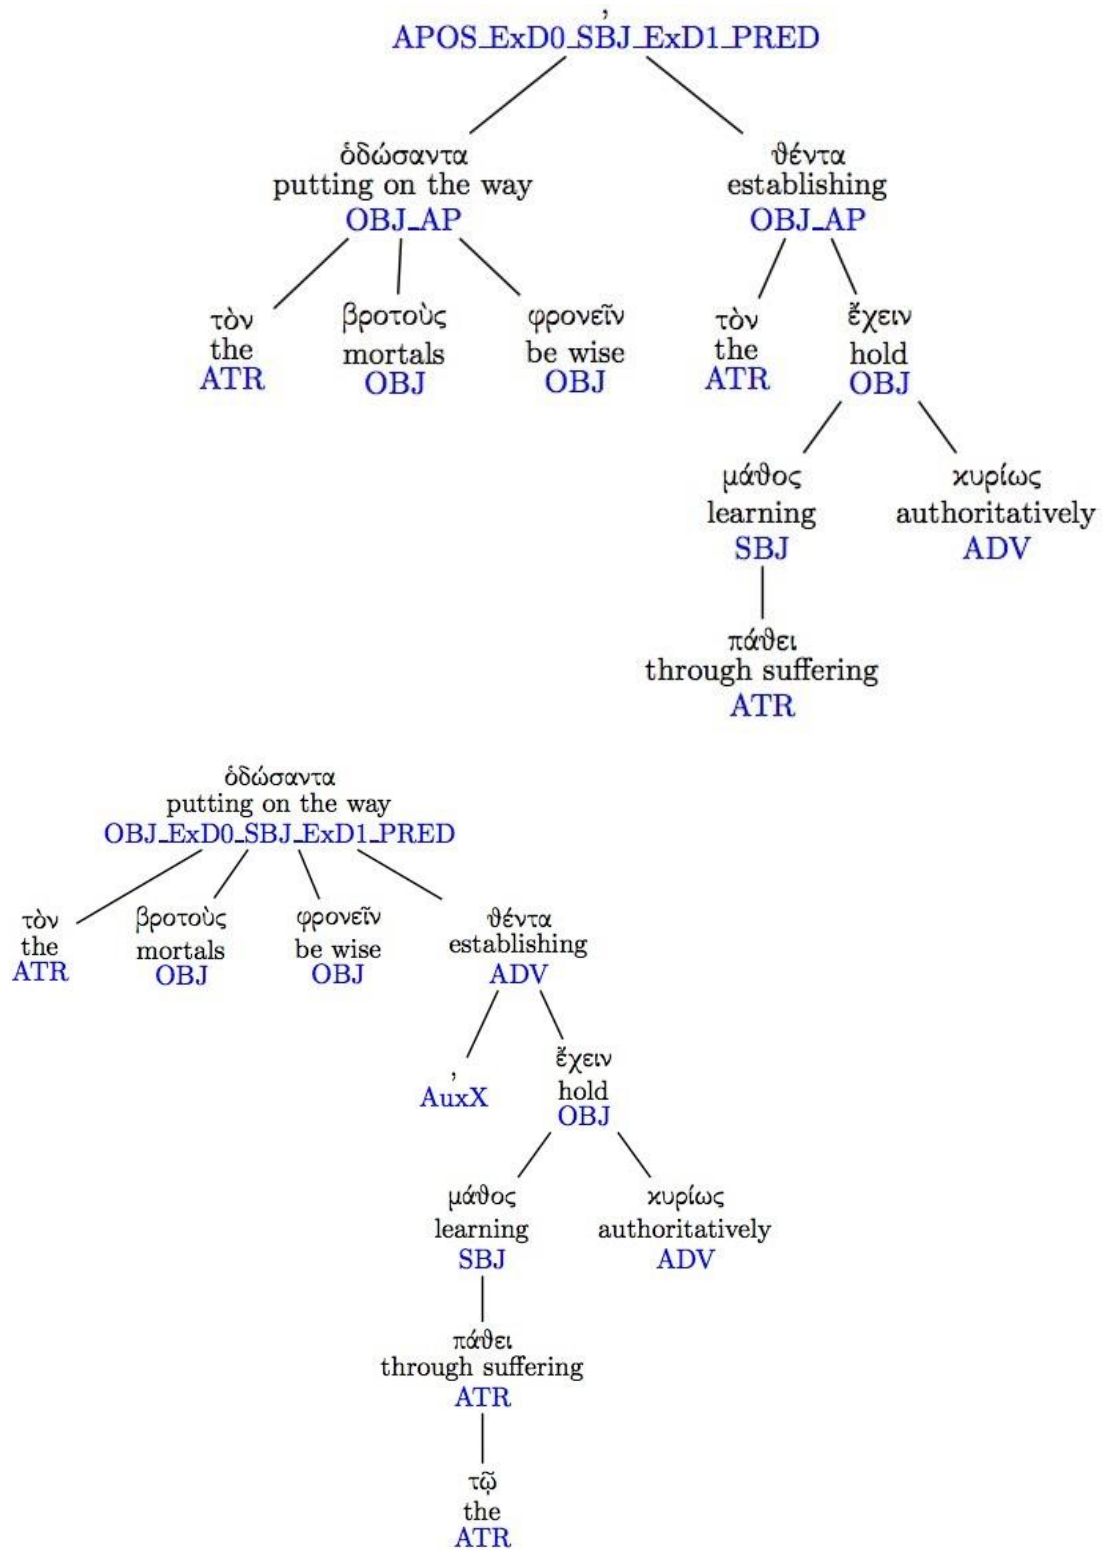 ,
APOS_ExD0_SBJ_ExD1_PRED
ὁδώσαντα θέντα
putting on the way establishing
OBJ_AP OBJ_AP
τὸν βροτοὺς φρονεῖν τὸν ἔχειν
the mortals be wise the hold
ATR OBJ OBJ ATR OBJ
μάθος κυρίως
learning authoritatively
SBJ ADV
πάθει
through suffering
ATR
ὁδώσαντα
putting on the way
OBJ_ExD0_SBJ_ExD1_PRED
τὸν βροτοὺς φρονεῖν θέντα
the mortals be wise establishing
ATR OBJ OBJ ADV
, ἔχειν
AuxX hold
OBJ
μάθος κυρίως
learning authoritatively
SBJ ADV
πάθει
through suffering
ATR
τῷ
the
ATR